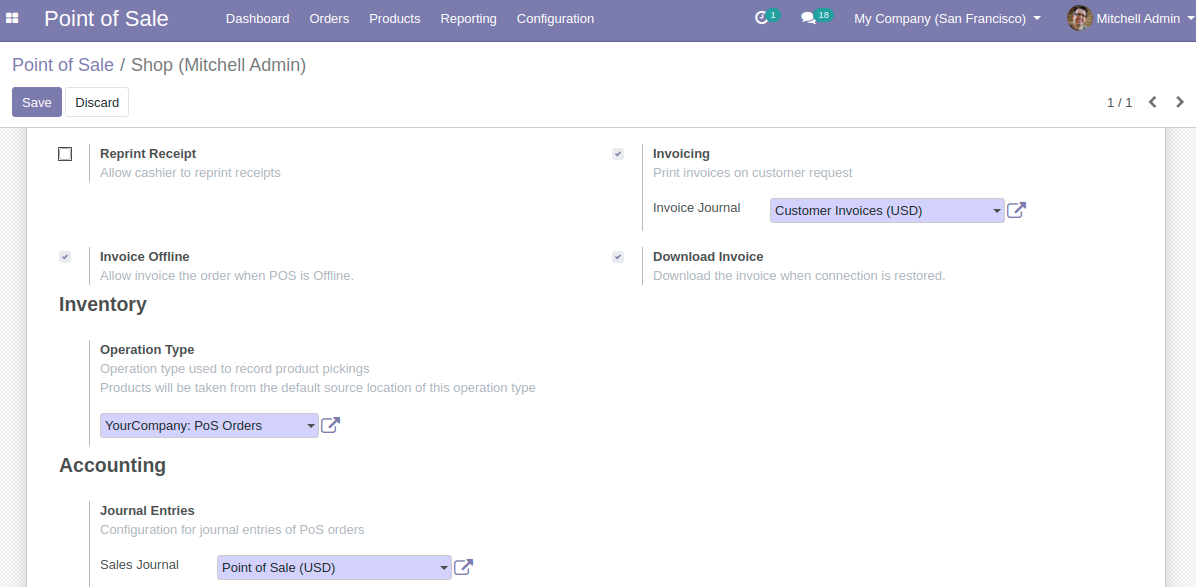 Point of Sale Dashboard Orders Products Reporting Configuration 1 18 My Company (San Francisco) Mitchell Admin
Point of Sale / Shop (Mitchell Admin)
Save Discard 1 / 1
Reprint Receipt
Allow cashier to reprint receipts
Invoicing
Print invoices on customer request
Invoice Journal Customer Invoices (USD)
Invoice Offline
Allow invoice the order when POS is Offline.
Download Invoice
Download the invoice when connection is restored.
Inventory
Operation Type
Operation type used to record product pickings
Products will be taken from the default source location of this operation type
YourCompany: PoS Orders
Accounting
Journal Entries
Configuration for journal entries of PoS orders
Sales Journal Point of Sale (USD)